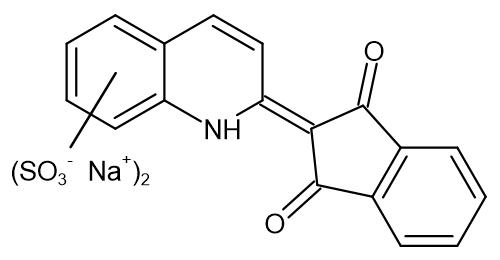 O
NH
(SO₃⁻ Na⁺)₂
O